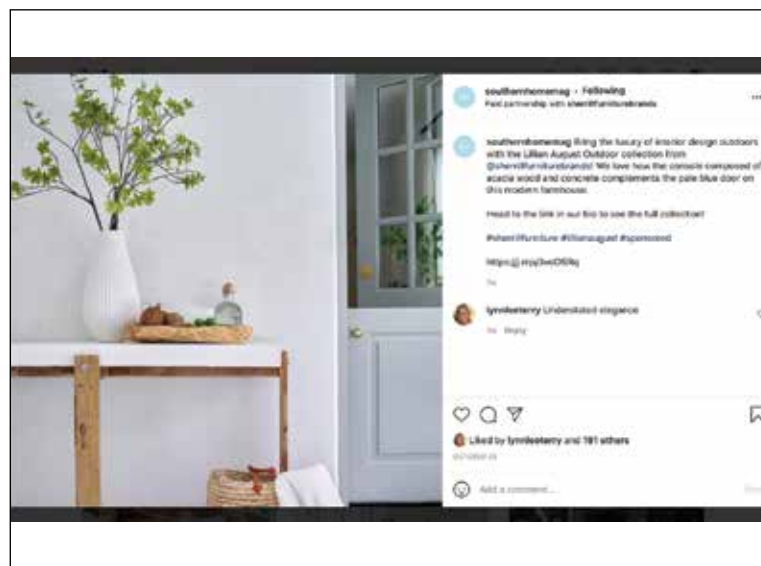 southernhomemag • Following
Paid partnership with sherrillfurniturebrands
southernhomemag Bring the luxury of interior design outdoors
with the Lillian August Outdoor collection from
@sherrillfurniturebrands! We love how the console composed of
acacia wood and concrete complements the pale blue door on
this modern farmhouse.
Head to the link in our bio to see the full collection!
#sherrillfurniture #lillianaugust #sponsored
lynnleeterry Understated elegance
Reply
Liked by lynnleeterry and 191 others
Add a comment...